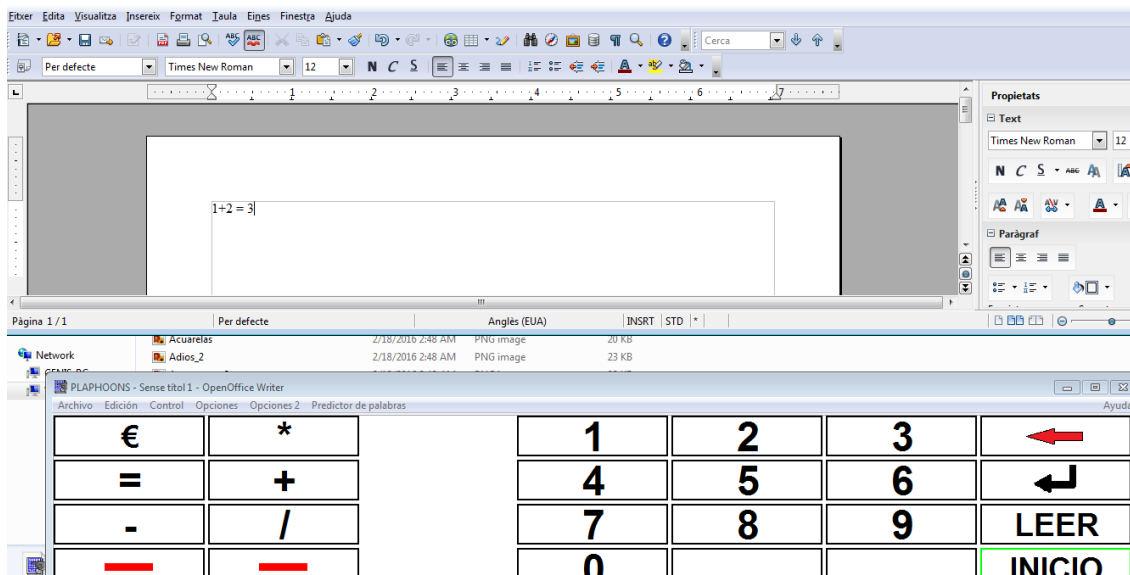 Fitxer Edita Visualitza Insereix Format Taula Eines Finestra Ajuda
Cerca
Per defecte Times New Roman 12 N C S
1 2 3 4 5 6 7
Propietats
Text
Times New Roman 12
N C S ABC
1+2 = 3
Paràgraf
Pàgina 1 / 1 Per defecte Anglès (EUA) INSRT STD *
Acuarelas 2/18/2016 2:48 AM PNG image 20 KB
Network Adios_2 2/18/2016 2:48 AM PNG image 23 KB
PLAPHOONS - Sense títol 1 - OpenOffice Writer
Archivo Edición Control Opciones Opciones 2 Predictor de palabras Ayuda
€ * 1 2 3
= + 4 5 6
- / 7 8 9 LEER
0 INICIO